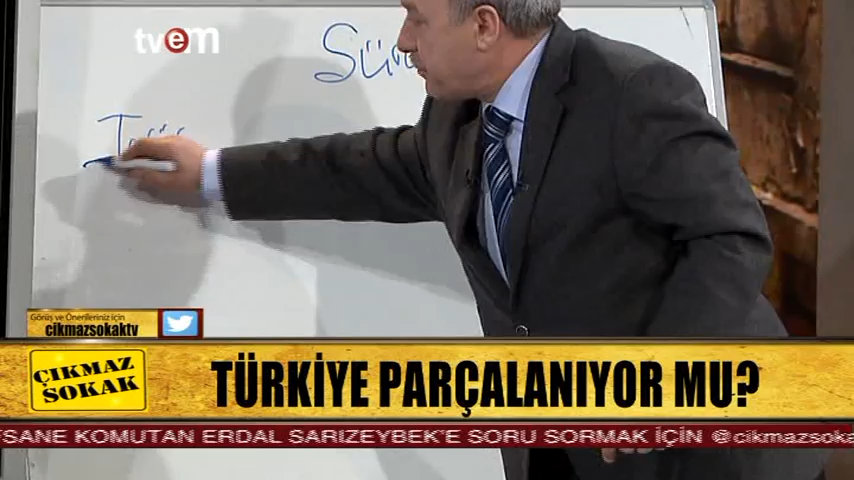 tvem
Görüş ve Önerileriniz için
cikmazsokaktv
ÇIKMAZ
SOKAK
TÜRKİYE PARÇALANIYOR MU?
FSANE KOMUTAN ERDAL SARIZEYBEK'E SORU SORMAK İÇİN @cikmazsoka